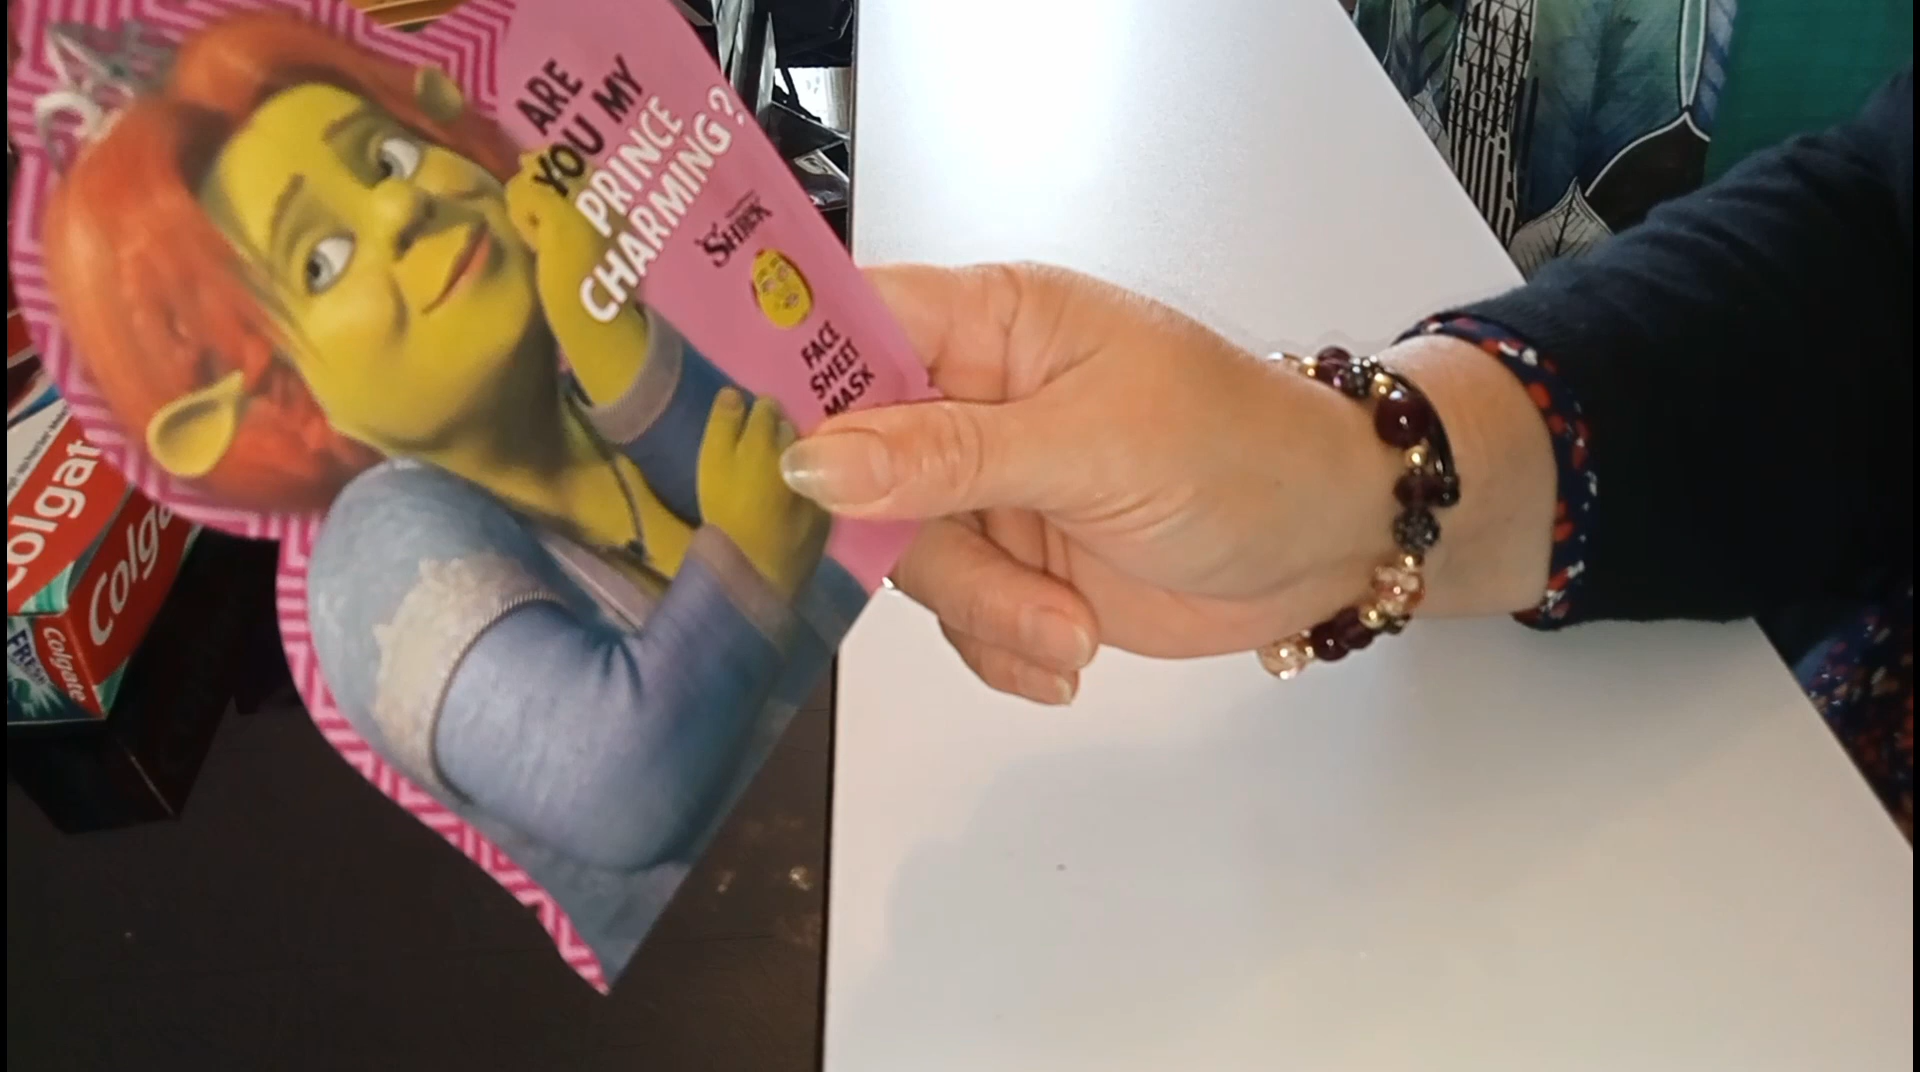 ARE
YOU MY
PRINCE
CHARMING?
SHREK
FACE
SHEET
MASK
Colgate
Colgate
FRESH
Colgate